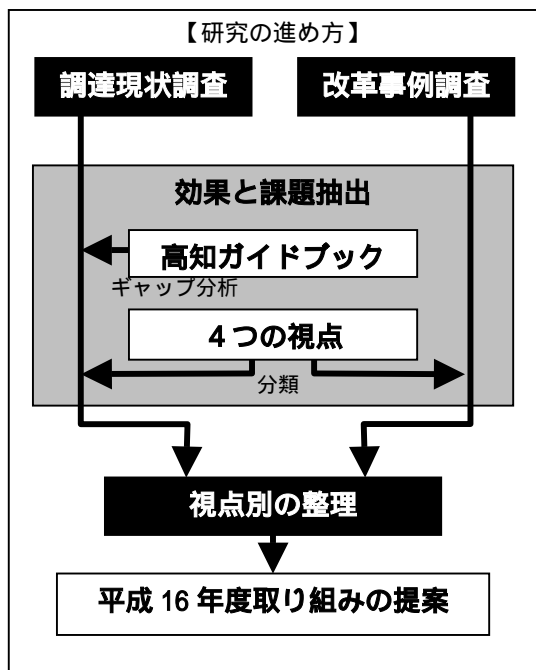 【研究の進め方】
調達現状調査
改革事例調査
効果と課題抽出
高知ガイドブック
ギャップ分析
４つの視点
分類
視点別の整理
平成 16 年度取り組みの提案